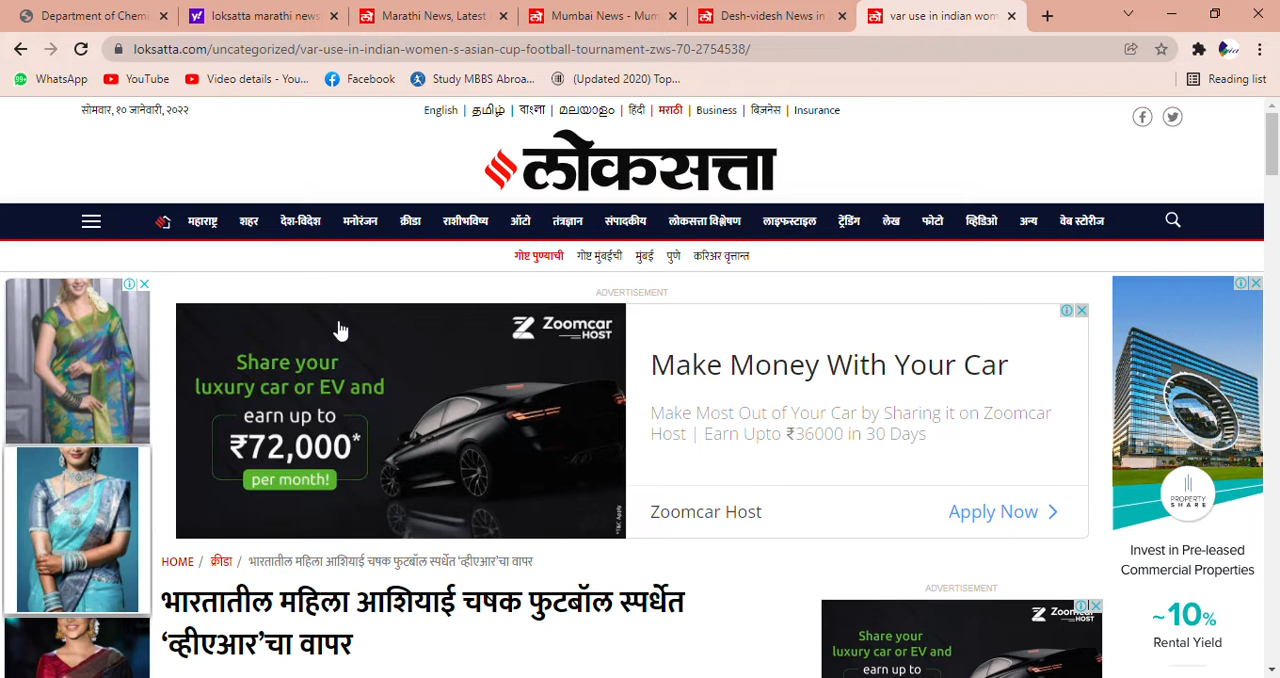 Department of Chemi
loksatta marathi news
Marathi News, Latest
Mumbai News - Mum
Desh-videsh News in
var use in indian wom
loksatta.com/uncategorized/var-use-in-indian-women-s-asian-cup-football-tournament-zws-70-2754538/
WhatsApp
YouTube
Video details - You...
Facebook
Study MBBS Abroa...
(Updated 2020) Top...
Reading list
सोमवार, १० जानेवारी, २०२२
English | தமிழ் | বাংলা | മലയാളം | हिंदी | मराठी | Business | बिज़नेस | Insurance
लोकसत्ता
महाराष्ट्र शहर देश-विदेश मनोरंजन क्रीडा राशीभविष्य ऑटो तंत्रज्ञान संपादकीय लोकसत्ता विश्लेषण लाइफस्टाइल ट्रेंडिंग लेख फोटो व्हिडिओ अन्य वेब स्टोरीज
गोष्ट पुण्याची गोष्ट मुंबईची मुंबई पुणे करिअर वृत्तान्त
ADVERTISEMENT
Zoomcar
HOST
Share your
luxury car or EV and
earn up to
₹72,000*
per month!
*T&C Apply
Make Money With Your Car
Make Most Out of Your Car by Sharing it on Zoomcar
Host | Earn Upto ₹36000 in 30 Days
Zoomcar Host
Apply Now
PROPERTY
SHARE
Invest in Pre-leased
Commercial Properties
~10%
Rental Yield
HOME / क्रीडा / भारतातील महिला आशियाई चषक फुटबॉल स्पर्धेत ‘व्हीएआर’चा वापर
भारतातील महिला आशियाई चषक फुटबॉल स्पर्धेत
‘व्हीएआर’चा वापर
ADVERTISEMENT
Zoomcar
HOST
Share your
luxury car or EV and
earn up to